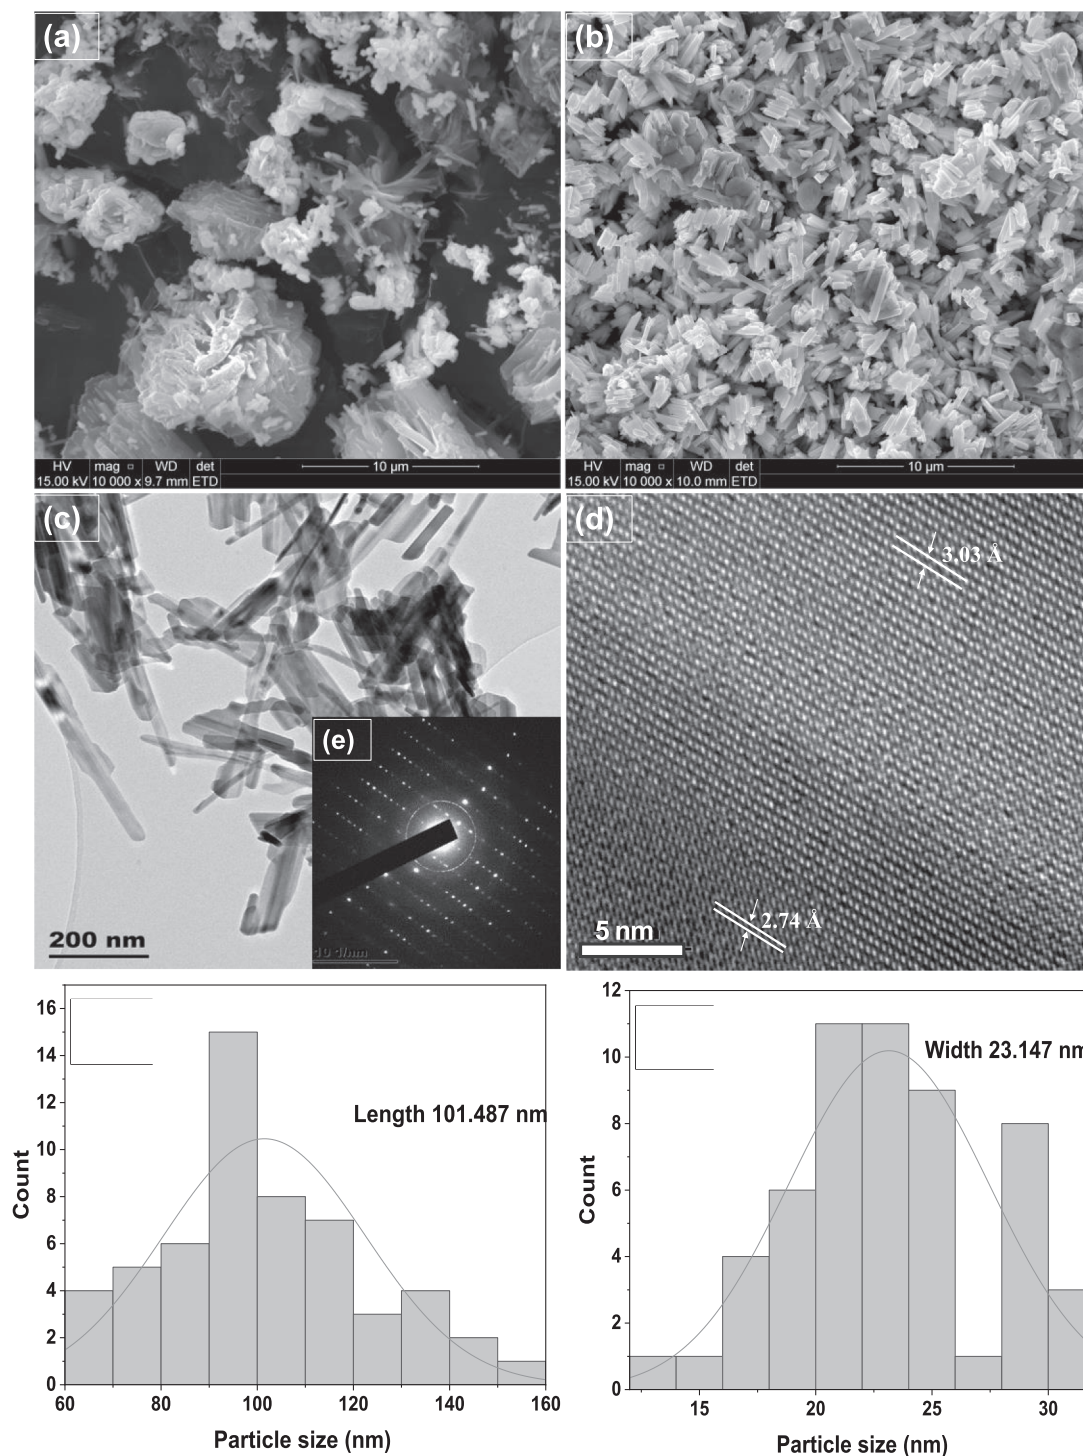 (a)
(b)
HV mag □ WD det
15.00 kV 10 000 x 9.7 mm ETD
10 µm
HV mag □ WD det
15.00 kV 10 000 x 10.0 mm ETD
10 µm
(c)
200 nm
(e)
(d)
3.03 Å
2.74 Å
5 nm
16
14
12
10
8
6
4
2
0
Count
Length 101.487 nm
60 80 100 120 140 160
Particle size (nm)
12
10
8
6
4
2
0
Count
Width 23.147 nm
15 20 25 30
Particle size (nm)